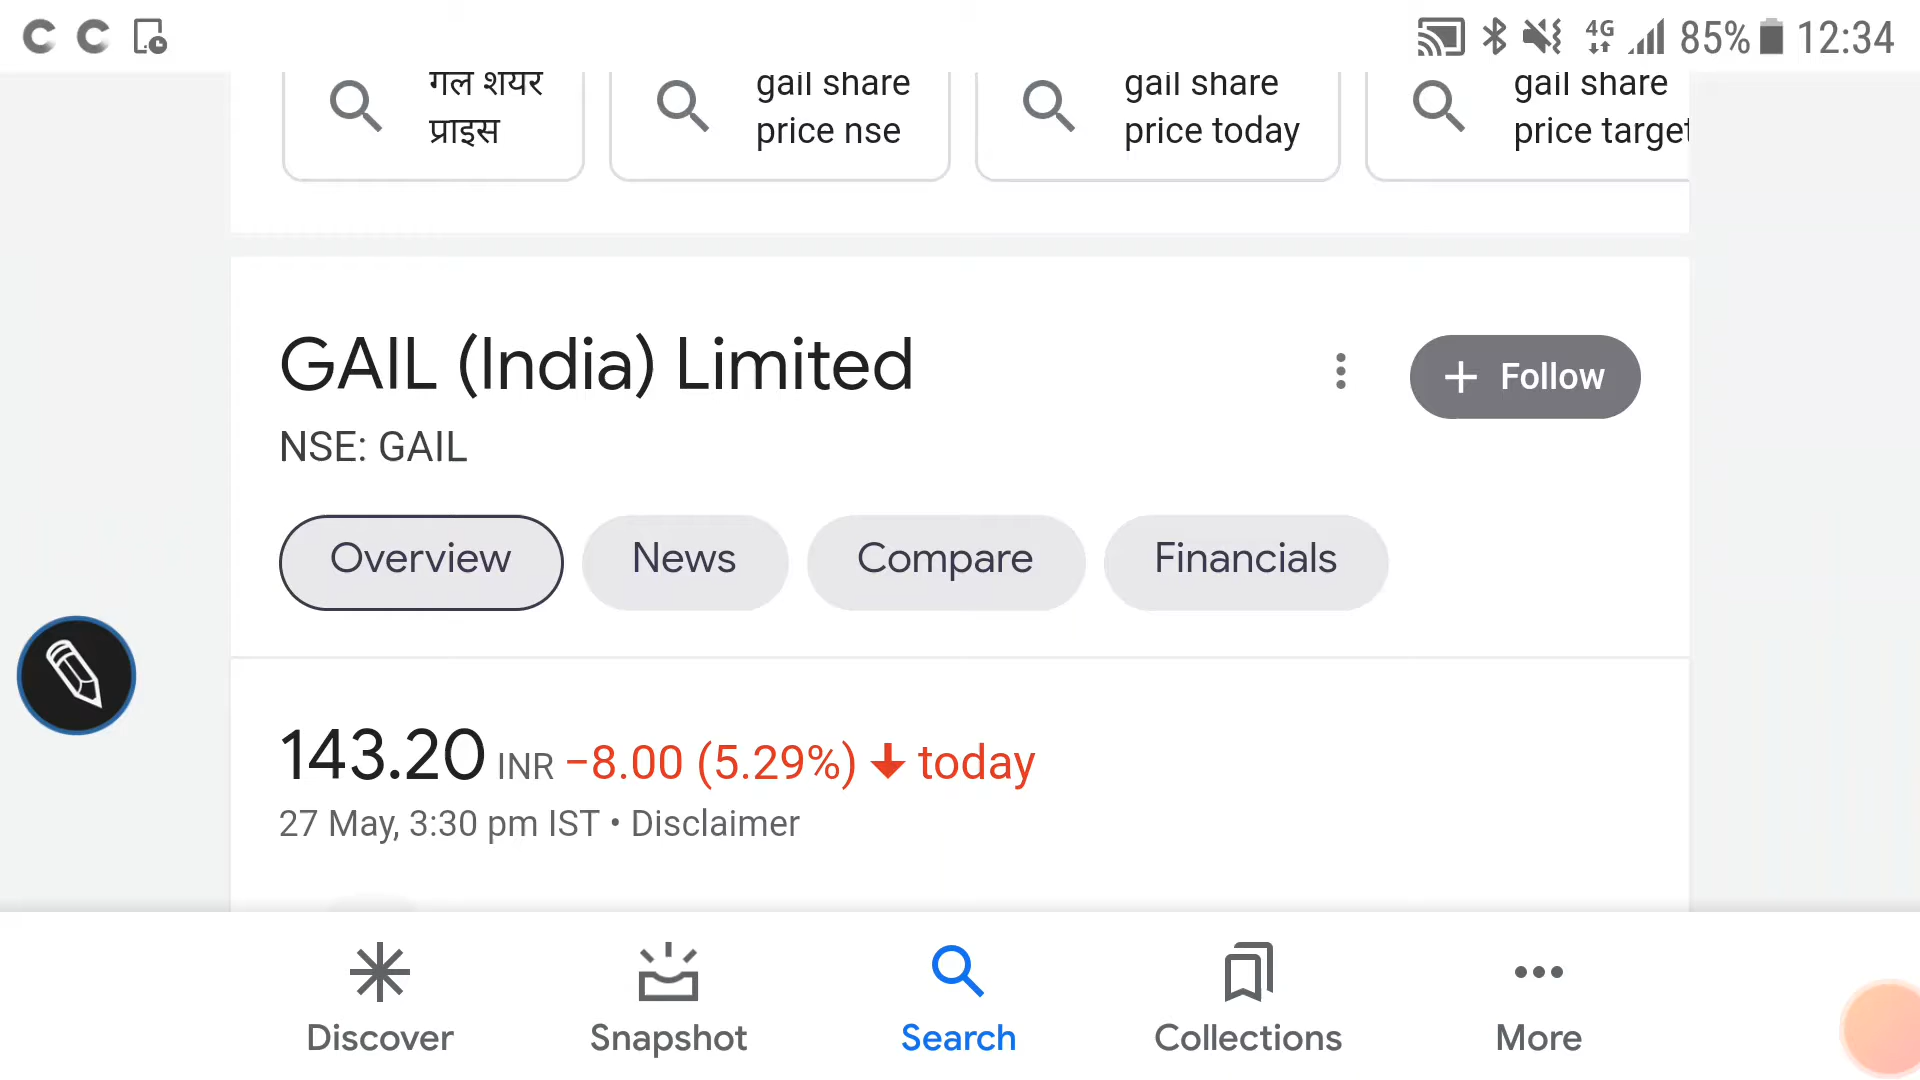 4G 85% 12:34
गेल शेयर
प्राइस
gail share
price nse
gail share
price today
gail share
price target
GAIL (India) Limited
+ Follow
NSE: GAIL
Overview News Compare Financials
143.20 INR −8.00 (5.29%) ↓ today
27 May, 3:30 pm IST • Disclaimer
Discover Snapshot Search Collections More